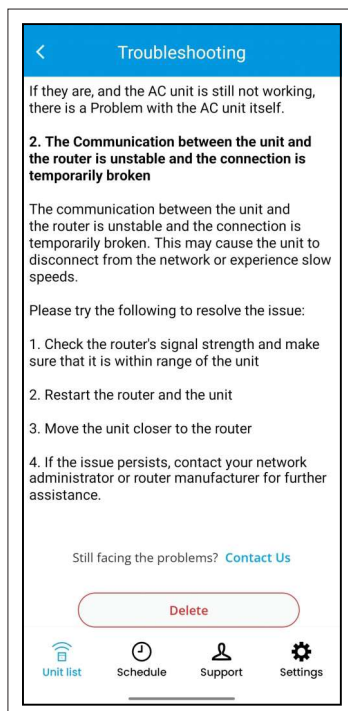 Troubleshooting
If they are, and the AC unit is still not working,
there is a Problem with the AC unit itself.
2. The Communication between the unit and
the router is unstable and the connection is
temporarily broken
The communication between the unit and
the router is unstable and the connection is
temporarily broken. This may cause the unit to
disconnect from the network or experience slow
speeds.
Please try the following to resolve the issue:
1. Check the router's signal strength and make
sure that it is within range of the unit
2. Restart the router and the unit
3. Move the unit closer to the router
4. If the issue persists, contact your network
administrator or router manufacturer for further
assistance.
Still facing the problems? Contact Us
Delete
Unit list Schedule Support Settings